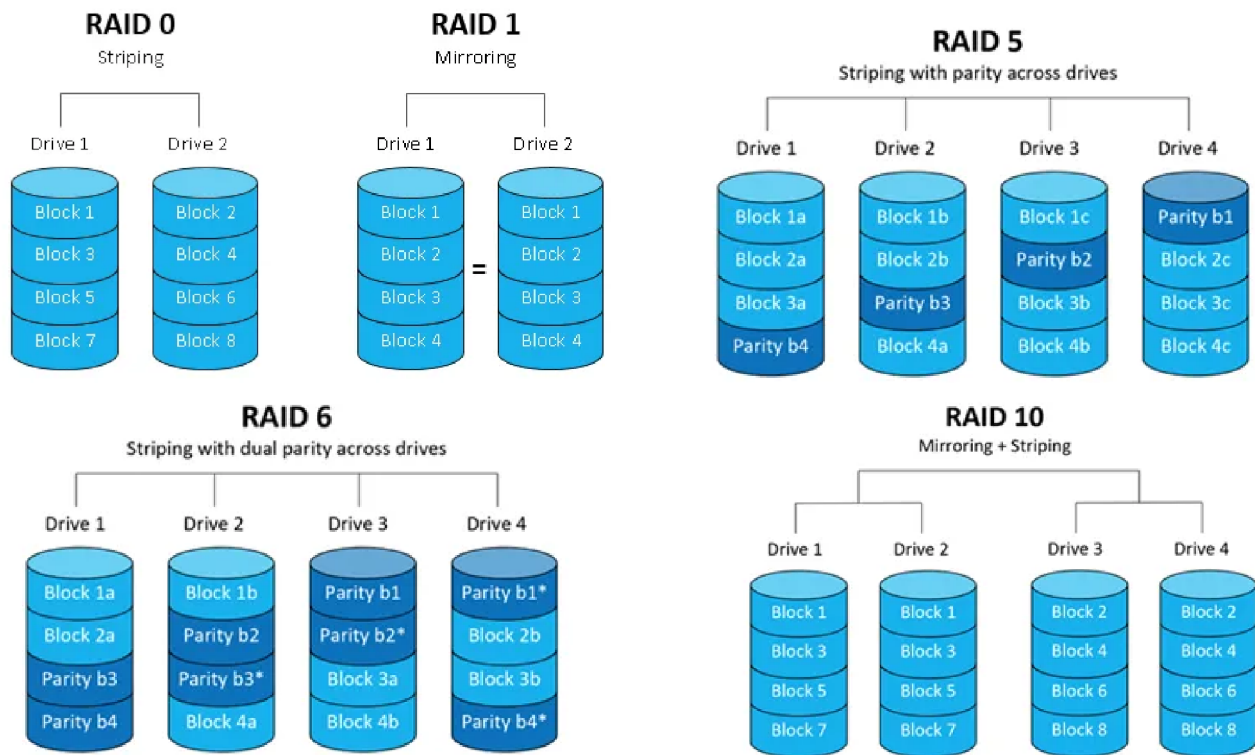 RAID 0
Striping
Drive 1
Drive 2
Block 1
Block 2
Block 3
Block 4
Block 5
Block 6
Block 7
Block 8
RAID 1
Mirroring
Drive 1
Drive 2
Block 1
Block 1
Block 2
Block 2
=
Block 3
Block 3
Block 4
Block 4
RAID 5
Striping with parity across drives
Drive 1
Drive 2
Drive 3
Drive 4
Block 1a
Block 1b
Block 1c
Parity b1
Block 2a
Block 2b
Parity b2
Block 2c
Block 3a
Parity b3
Block 3b
Block 3c
Parity b4
Block 4a
Block 4b
Block 4c
RAID 6
Striping with dual parity across drives
Drive 1
Drive 2
Drive 3
Drive 4
Block 1a
Block 1b
Parity b1
Parity b1*
Block 2a
Parity b2
Parity b2*
Block 2b
Parity b3
Parity b3*
Block 3a
Block 3b
Parity b4
Block 4a
Block 4b
Parity b4*
RAID 10
Mirroring + Striping
Drive 1
Drive 2
Drive 3
Drive 4
Block 1
Block 1
Block 2
Block 2
Block 3
Block 3
Block 4
Block 4
Block 5
Block 5
Block 6
Block 6
Block 7
Block 7
Block 8
Block 8